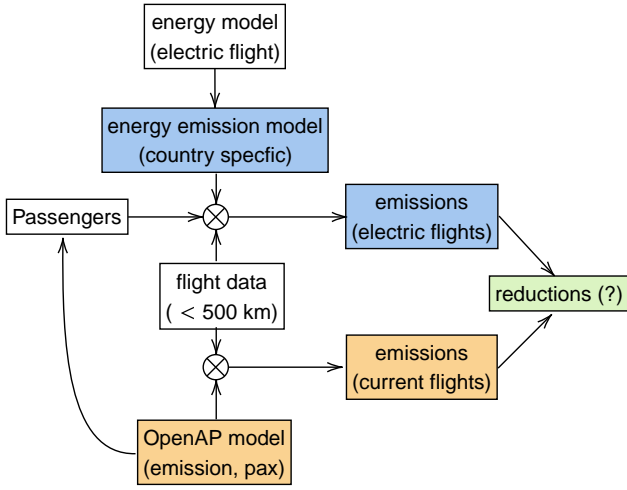 energy model
(electric flight)
energy emission model
(country specfic)
Passengers
emissions
(electric flights)
flight data
( < 500 km)
reductions (?)
emissions
(current flights)
OpenAP model
(emission, pax)